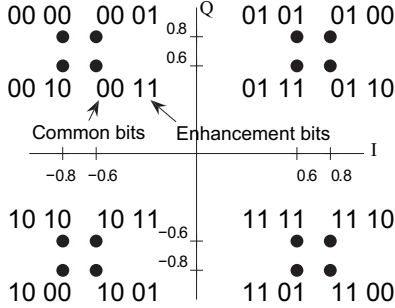 Q
00 00 00 01 01 01 01 00
0.8
0.6
00 10 00 11 01 11 01 10
Common bits Enhancement bits
I
−0.8 −0.6 0.6 0.8
10 10 10 11 11 11 11 10
−0.6
−0.8
10 00 10 01 11 01 11 00